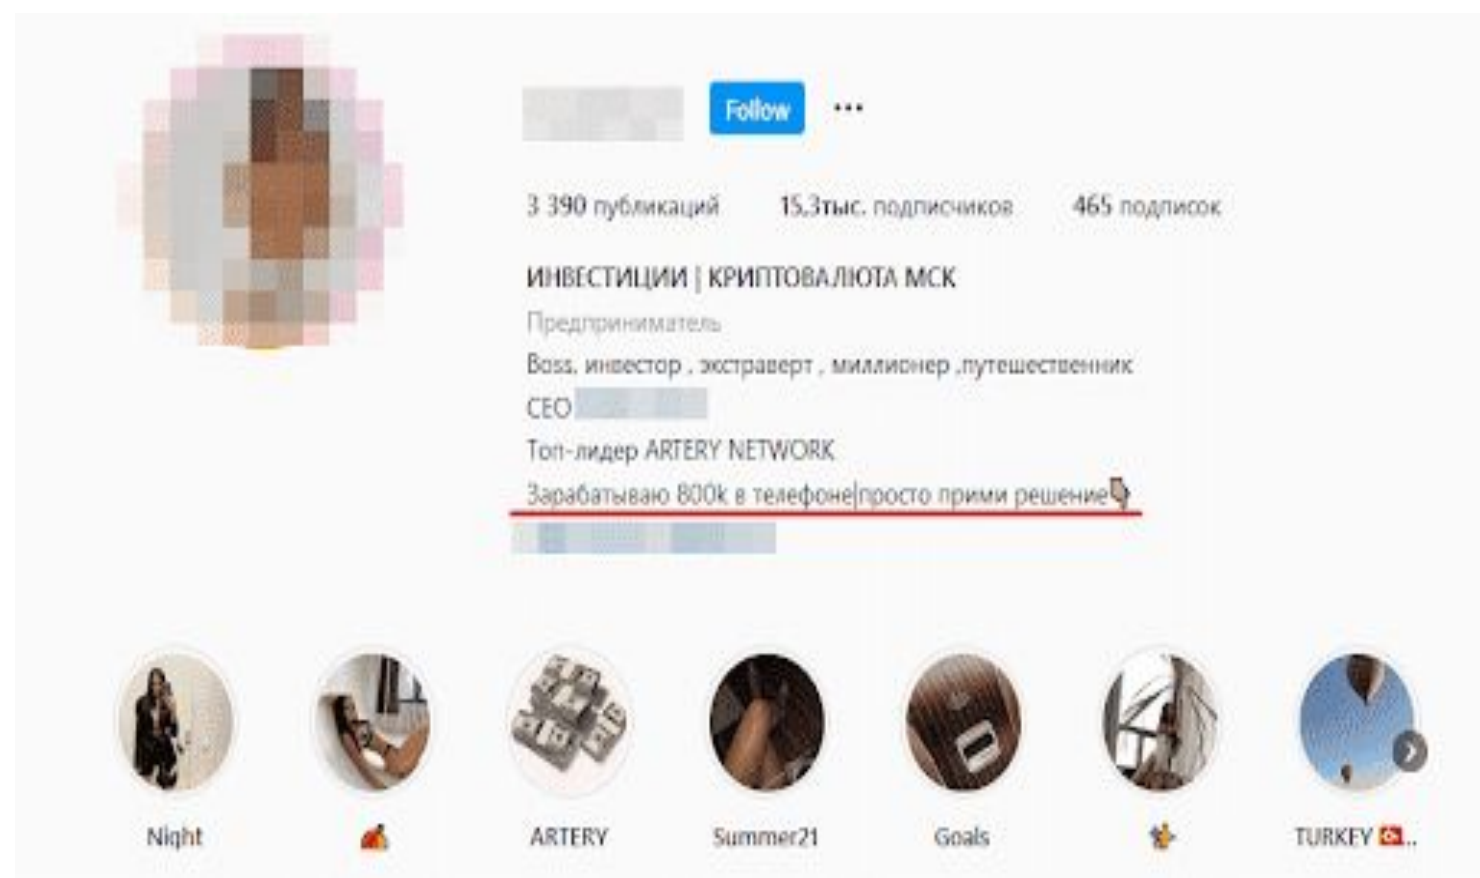 Follow
3 390 публикаций 15,3тыс. подписчиков 465 подписок
ИНВЕСТИЦИИ | КРИПТОВАЛЮТА МСК
Предприниматель
Boss, инвестор , экстраверт , миллионер ,путешественник
CEO
Топ-лидер ARTERY NETWORK
Зарабатываю 800k в телефоне|просто прими решение
Night ARTERY Summer21 Goals TURKEY ..